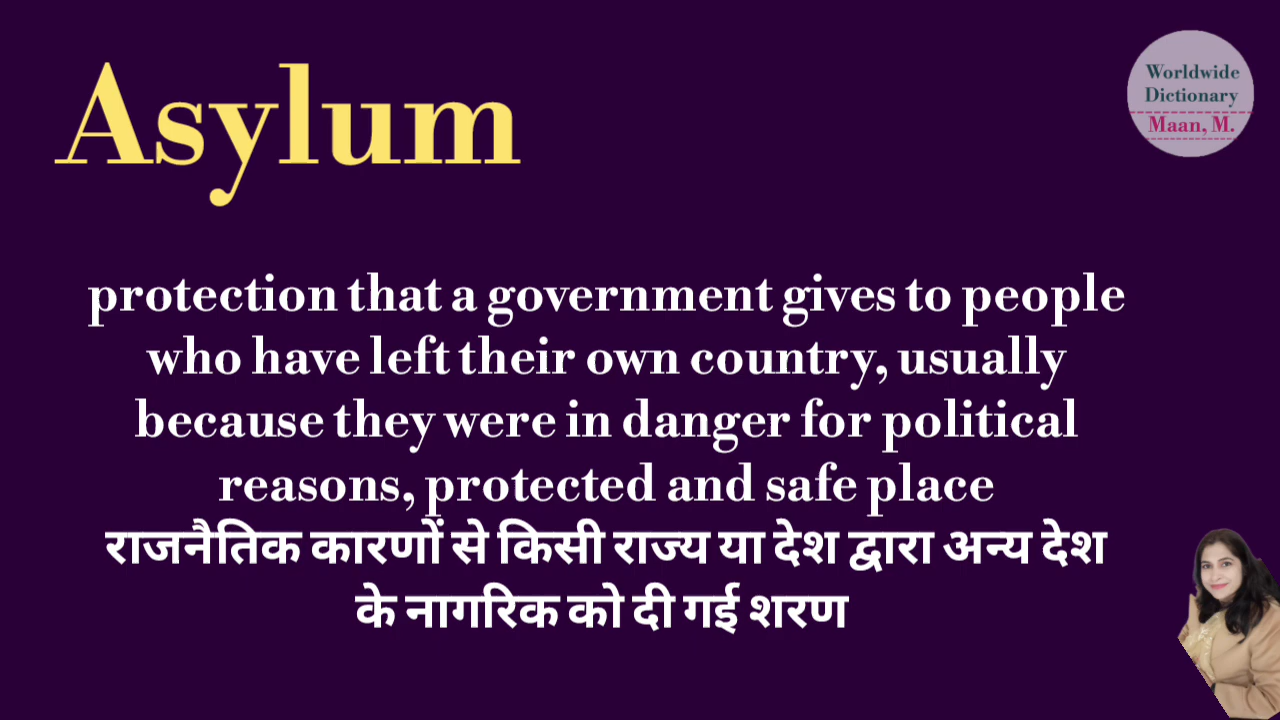 Asylum
Worldwide
Dictionary
Maan, M.
protection that a government gives to people
who have left their own country, usually
because they were in danger for political
reasons, protected and safe place
राजनैतिक कारणों से किसी राज्य या देश द्वारा अन्य देश
के नागरिक को दी गई शरण